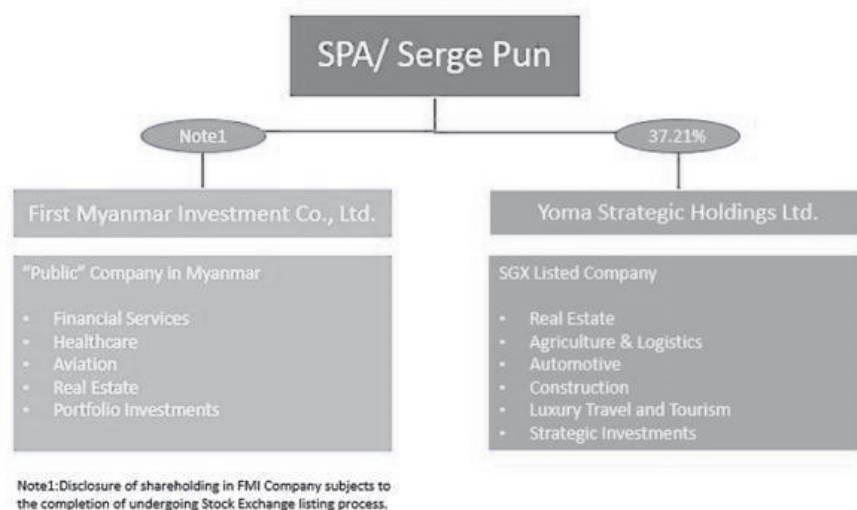 SPA/ Serge Pun
Note1
37.21%
First Myanmar Investment Co., Ltd.
"Public" Company in Myanmar
• Financial Services
• Healthcare
• Aviation
• Real Estate
• Portfolio Investments
Yoma Strategic Holdings Ltd.
SGX Listed Company
• Real Estate
• Agriculture & Logistics
• Automotive
• Construction
• Luxury Travel and Tourism
• Strategic Investments
Note1:Disclosure of shareholding in FMI Company subjects to
the completion of undergoing Stock Exchange listing process.